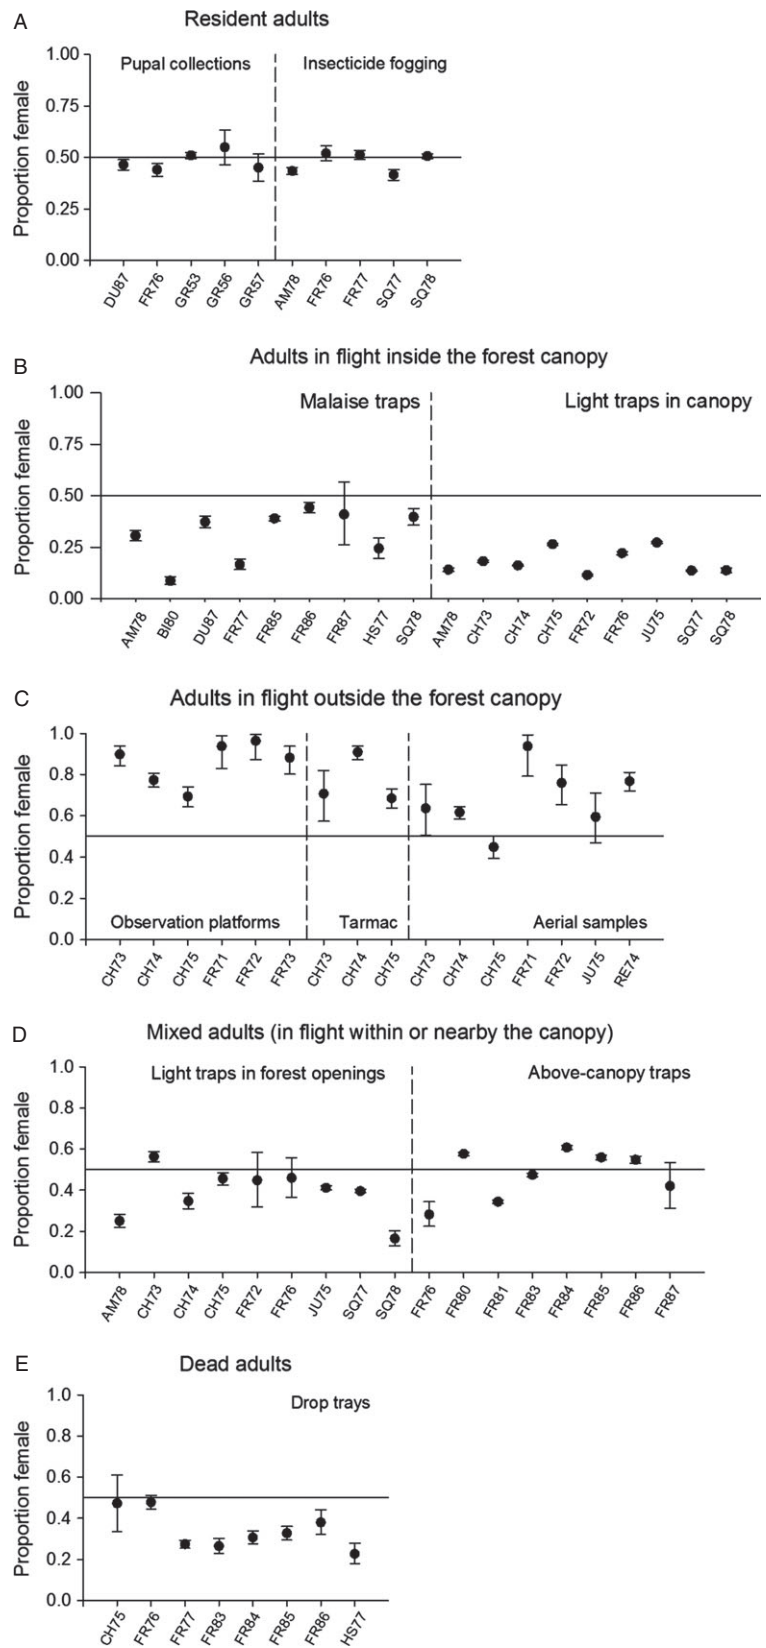 A
Resident adults
Pupal collections
Insecticide fogging
Proportion female
1.00
0.75
0.50
0.25
0.00
DU87 FR76 GR53 GR56 GR57 AM78 FR76 FR77 SQ77 SQ78
B
Adults in flight inside the forest canopy
Malaise traps
Light traps in canopy
Proportion female
1.00
0.75
0.50
0.25
0.00
AM78 BI80 DU87 FR77 FR85 FR86 FR87 HS77 SQ78 AM78 CH73 CH74 CH75 FR72 FR76 JU75 SQ77 SQ78
C
Adults in flight outside the forest canopy
Proportion female
1.0
0.8
0.6
0.4
0.2
0.0
Observation platforms
Tarmac
Aerial samples
CH73 CH74 CH75 FR71 FR72 FR73 CH73 CH74 CH75 CH73 CH74 CH75 FR71 FR72 JU75 RE74
D
Mixed adults (in flight within or nearby the canopy)
Light traps in forest openings
Above-canopy traps
Proportion female
1.0
0.8
0.6
0.4
0.2
0.0
AM78 CH73 CH74 CH75 FR72 FR76 JU75 SQ77 SQ78 FR76 FR80 FR81 FR83 FR84 FR85 FR86 FR87
E
Dead adults
Drop trays
Proportion female
1.0
0.8
0.6
0.4
0.2
0.0
CH75 FR76 FR77 FR83 FR84 FR85 FR86 HS77